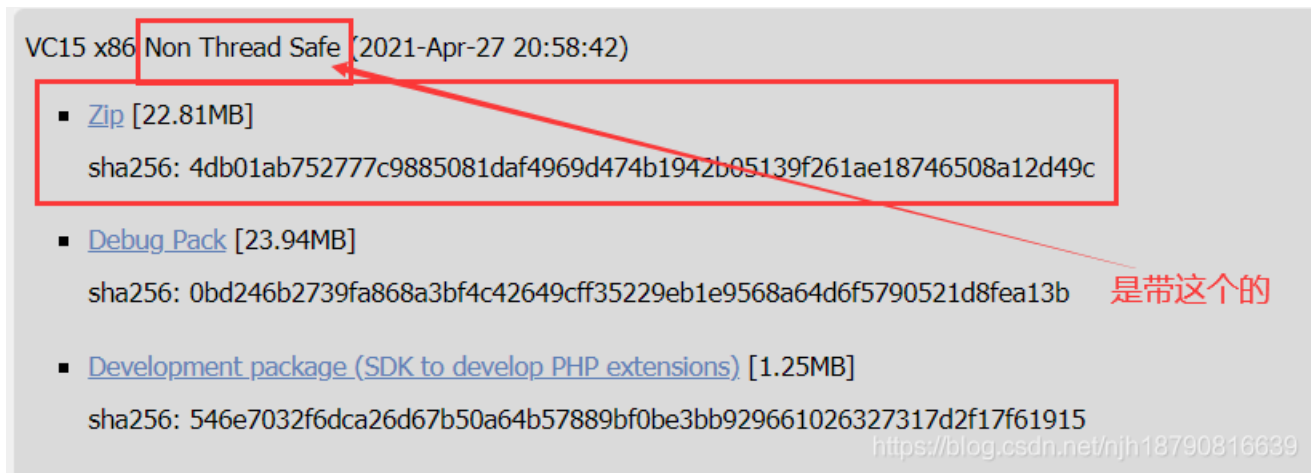 VC15 x86 Non Thread Safe (2021-Apr-27 20:58:42)
Zip [22.81MB]
sha256: 4db01ab752777c9885081daf4969d474b1942b05139f261ae18746508a12d49c
Debug Pack [23.94MB]
sha256: 0bd246b2739fa868a3bf4c42649cff35229eb1e9568a64d6f5790521d8fea13b
是带这个的
Development package (SDK to develop PHP extensions) [1.25MB]
sha256: 546e7032f6dca26d67b50a64b57889bf0be3bb929661026327317d2f17f61915
https://blog.csdn.net/njh18790816639